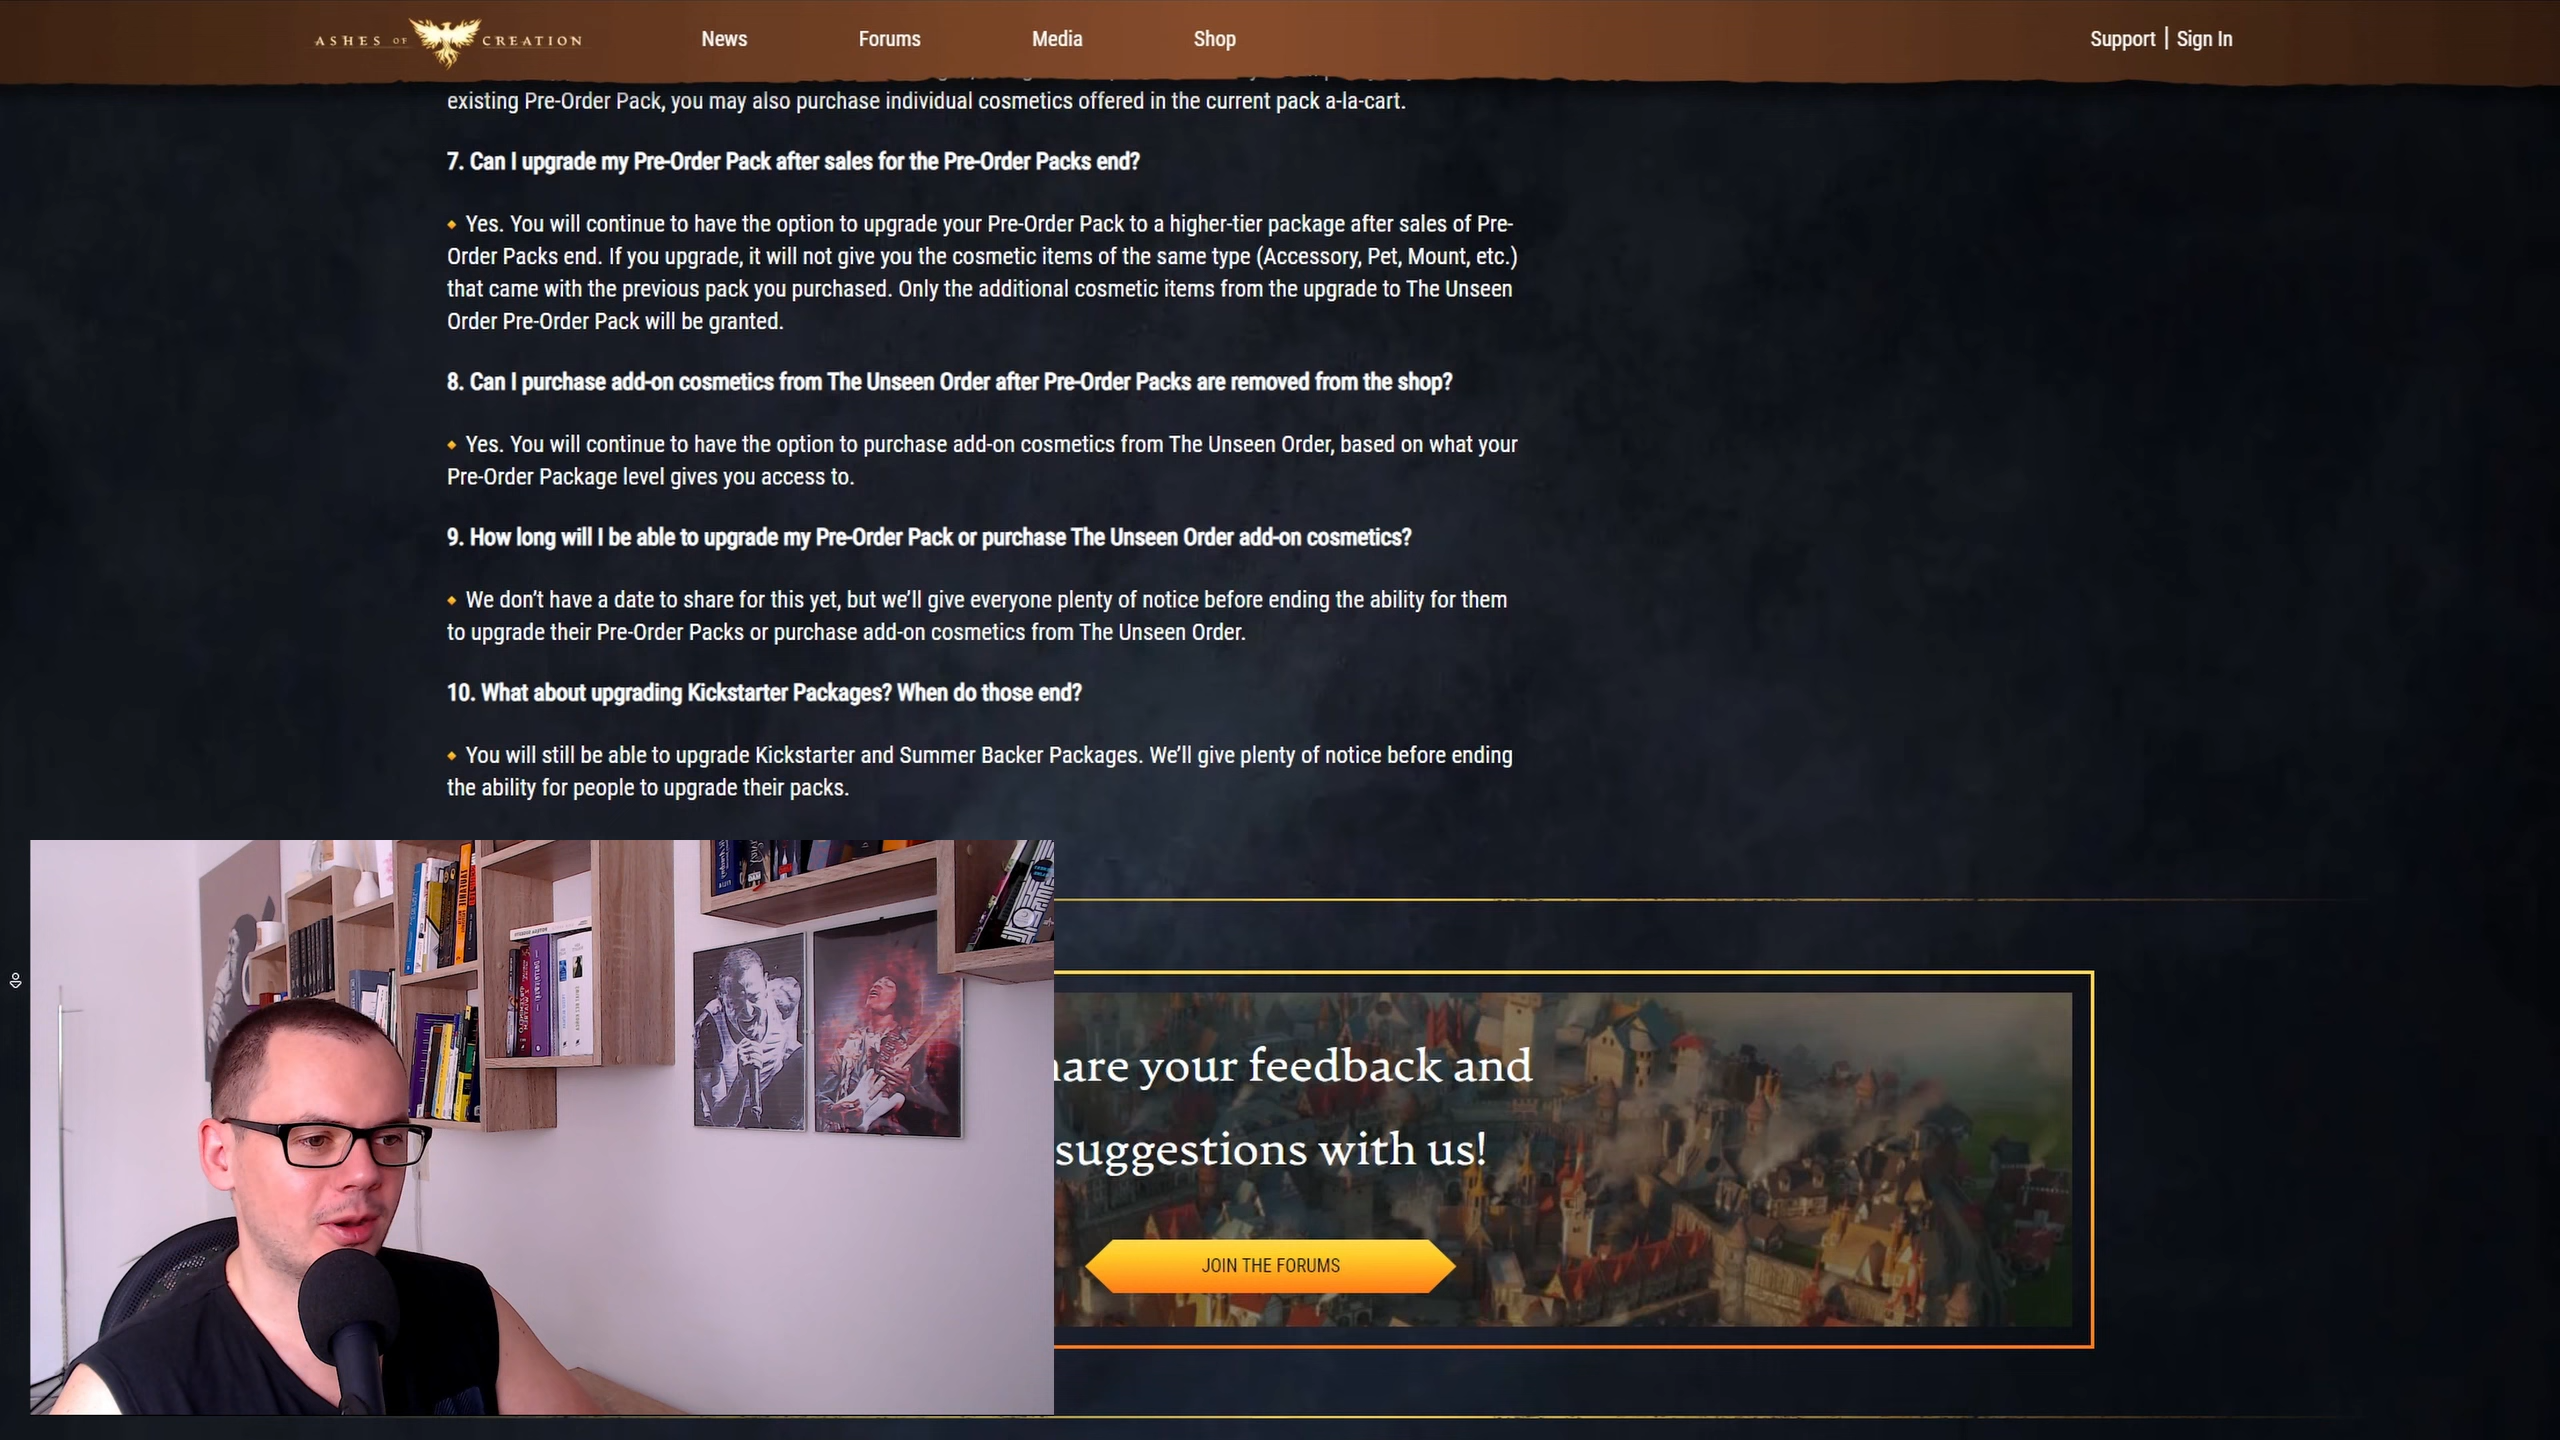 ASHES OF CREATION
News
Forums
Media
Shop
Support | Sign In
existing Pre-Order Pack, you may also purchase individual cosmetics offered in the current pack a-la-cart.
7. Can I upgrade my Pre-Order Pack after sales for the Pre-Order Packs end?
Yes. You will continue to have the option to upgrade your Pre-Order Pack to a higher-tier package after sales of Pre-
Order Packs end. If you upgrade, it will not give you the cosmetic items of the same type (Accessory, Pet, Mount, etc.)
that came with the previous pack you purchased. Only the additional cosmetic items from the upgrade to The Unseen
Order Pre-Order Pack will be granted.
8. Can I purchase add-on cosmetics from The Unseen Order after Pre-Order Packs are removed from the shop?
Yes. You will continue to have the option to purchase add-on cosmetics from The Unseen Order, based on what your
Pre-Order Package level gives you access to.
9. How long will I be able to upgrade my Pre-Order Pack or purchase The Unseen Order add-on cosmetics?
We don’t have a date to share for this yet, but we’ll give everyone plenty of notice before ending the ability for them
to upgrade their Pre-Order Packs or purchase add-on cosmetics from The Unseen Order.
10. What about upgrading Kickstarter Packages? When do those end?
You will still be able to upgrade Kickstarter and Summer Backer Packages. We’ll give plenty of notice before ending
the ability for people to upgrade their packs.
hare your feedback and
suggestions with us!
JOIN THE FORUMS